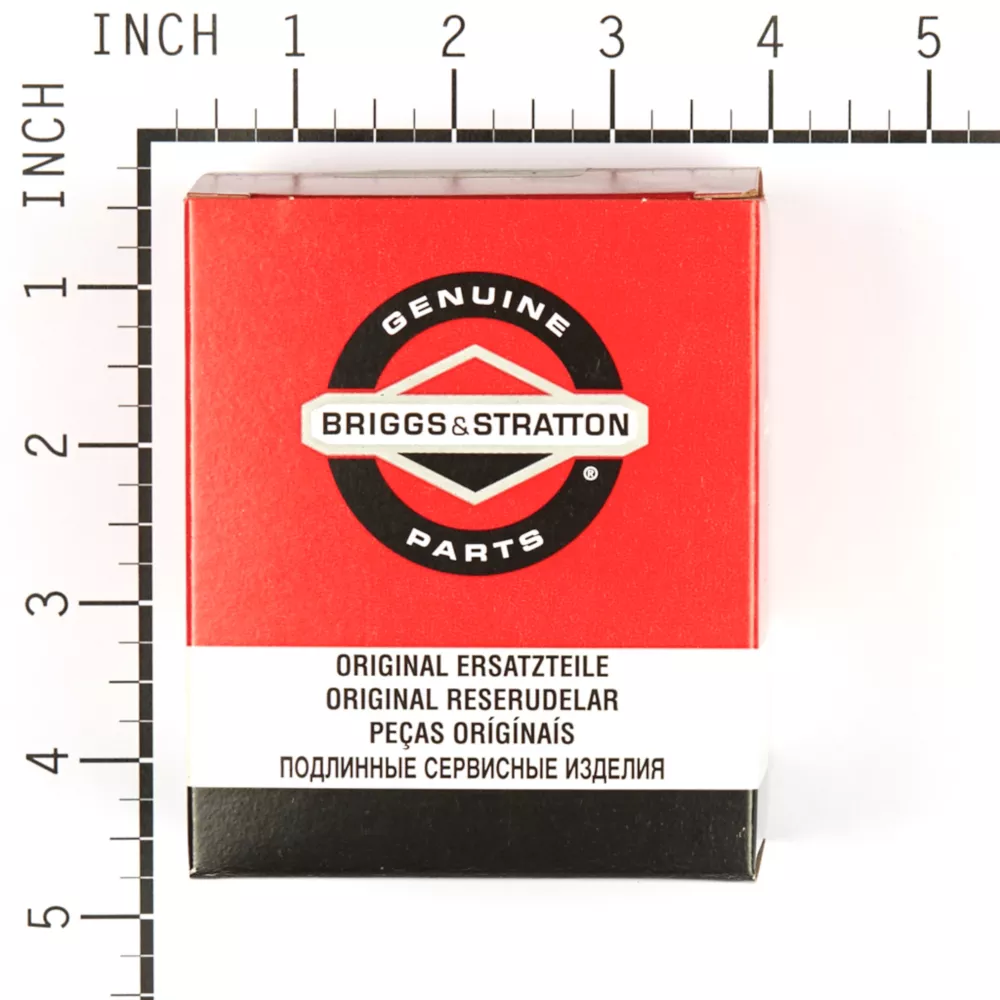 INCH 1 2 3 4 5
INCH
1
2
3
4
5
GENUINE
BRIGGS&STRATTON
®
PARTS
ORIGINAL ERSATZTEILE
ORIGINAL RESERUDELAR
PEÇAS ORÍGÍNAÍS
ПОДЛИННЫЕ СЕРВИСНЫЕ ИЗДЕЛИЯ